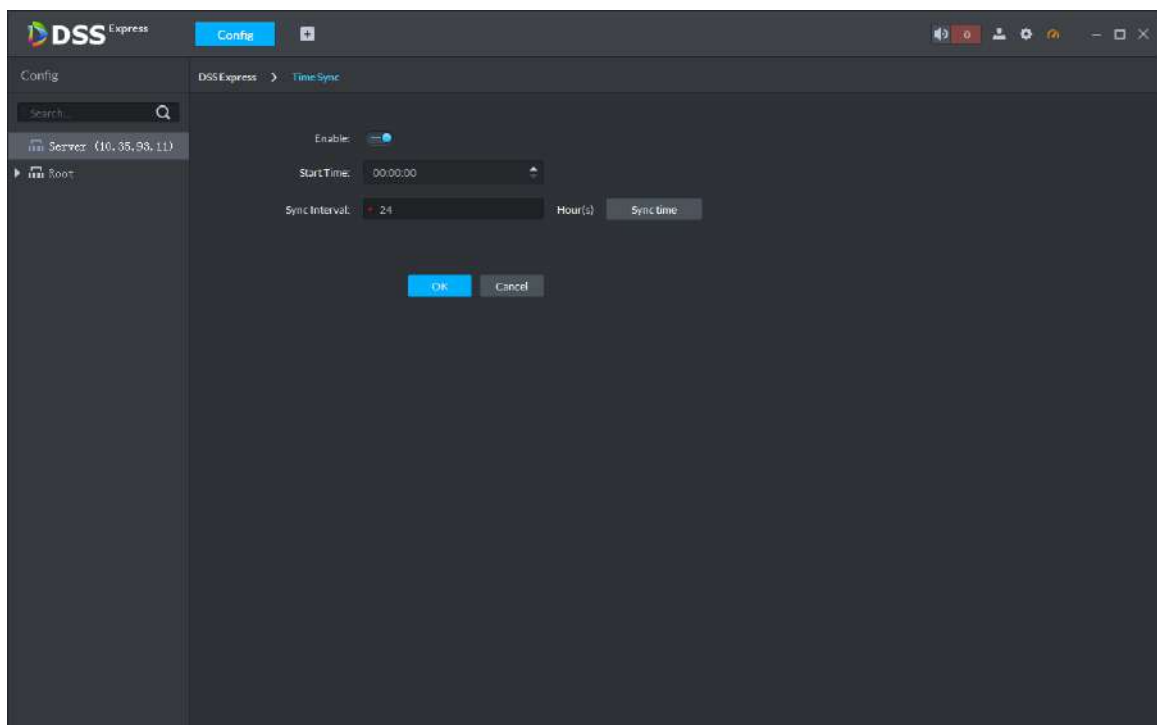 DSS Express
Config
0
Config
DSS Express > Time Sync
Search...
Server (10.35.93.11)
Root
Enable:
Start Time: 00:00:00
Sync Interval: * 24 Hour(s) Sync time
OK Cancel